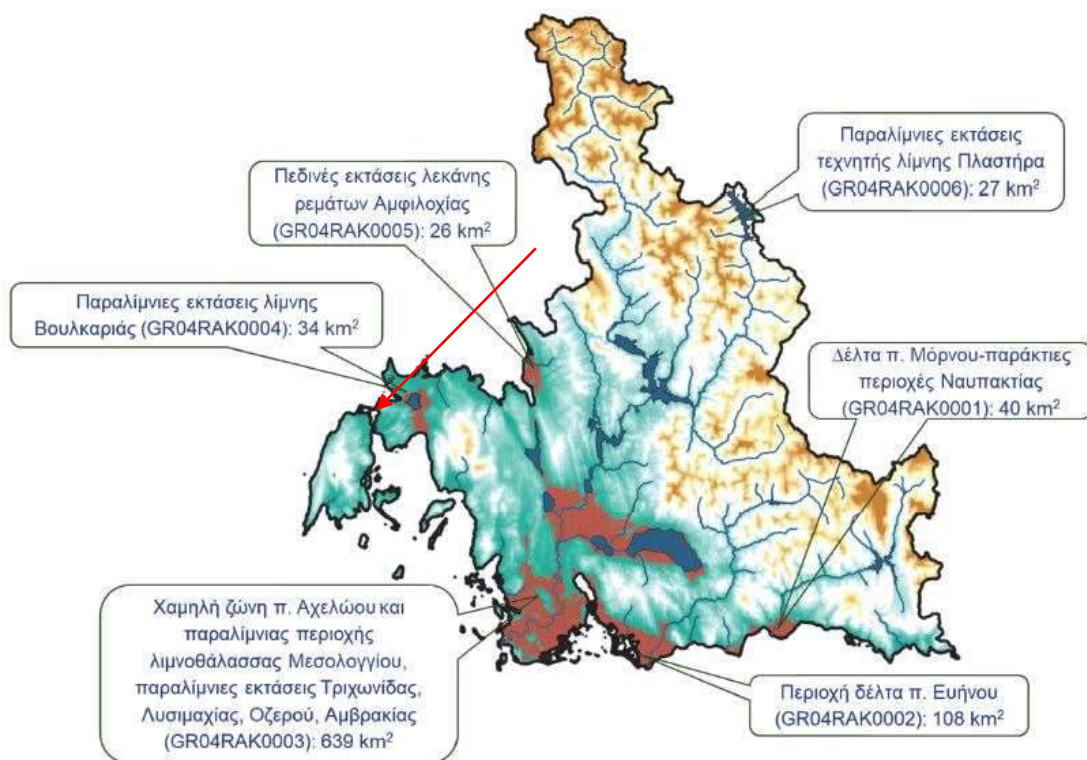 Παραλίμνιες εκτάσεις
τεχνητής λίμνης Πλαστήρα
(GR04RAK0006): 27 km²
Πεδινές εκτάσεις λεκάνης
ρεμάτων Αμφιλοχίας
(GR04RAK0005): 26 km²
Παραλίμνιες εκτάσεις λίμνης
Βουλκαριάς (GR04RAK0004): 34 km²
Δέλτα π. Μόρνου-παράκτιες
περιοχές Ναυπακτίας
(GR04RAK0001): 40 km²
Χαμηλή ζώνη π. Αχελώου και
παραλίμνιας περιοχής
λιμνοθάλασσας Μεσολογγίου,
παραλίμνιες εκτάσεις Τριχωνίδας,
Λυσιμαχίας, Οζερού, Αμβρακίας
(GR04RAK0003): 639 km²
Περιοχή δέλτα π. Ευήνου
(GR04RAK0002): 108 km²